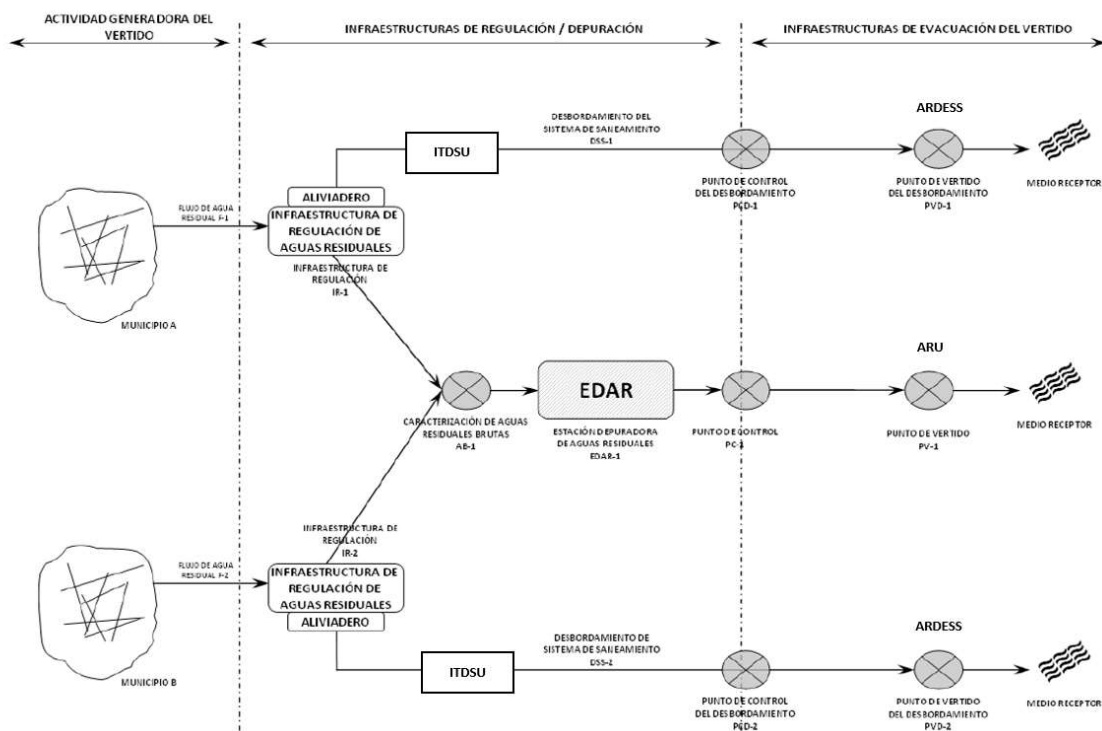 ACTIVIDAD GENERADORA DEL
VERTIDO
INFRAESTRUCTURAS DE REGULACIÓN / DEPURACIÓN
INFRAESTRUCTURAS DE EVACUACIÓN DEL VERTIDO
ITDSU
DESBORDAMIENTO DEL
SISTEMA DE SANEAMIENTO
DSS-1
ARDESS
PUNTO DE CONTROL
DEL DESBORDAMIENTO
PCD-1
PUNTO DE VERTIDO
DEL DESBORDAMIENTO
PVD-1
MEDIO RECEPTOR
ALIVIADERO
INFRAESTRUCTURA DE
REGULACIÓN DE
AGUAS RESIDUALES
FLUJO DE AGUA
RESIDUAL F-1
INFRAESTRUCTURA DE
REGULACIÓN
IR-1
MUNICIPIO A
ARU
EDAR
CARACTERIZACIÓN DE AGUAS
RESIDUALES BRUTAS
AB-1
ESTACIÓN DEPURADORA
DE AGUAS RESIDUALES
EDAR-1
PUNTO DE CONTROL
PC-1
PUNTO DE VERTIDO
PV-1
MEDIO RECEPTOR
INFRAESTRUCTURA DE
REGULACIÓN
IR-2
FLUJO DE AGUA
RESIDUAL F-2
INFRAESTRUCTURA DE
REGULACIÓN DE
AGUAS RESIDUALES
ALIVIADERO
MUNICIPIO B
ITDSU
DESBORDAMIENTO DE
SISTEMA DE SANEAMIENTO
DSS-2
ARDESS
PUNTO DE CONTROL
DEL DESBORDAMIENTO
PCD-2
PUNTO DE VERTIDO
DEL DESBORDAMIENTO
PVD-2
MEDIO RECEPTOR